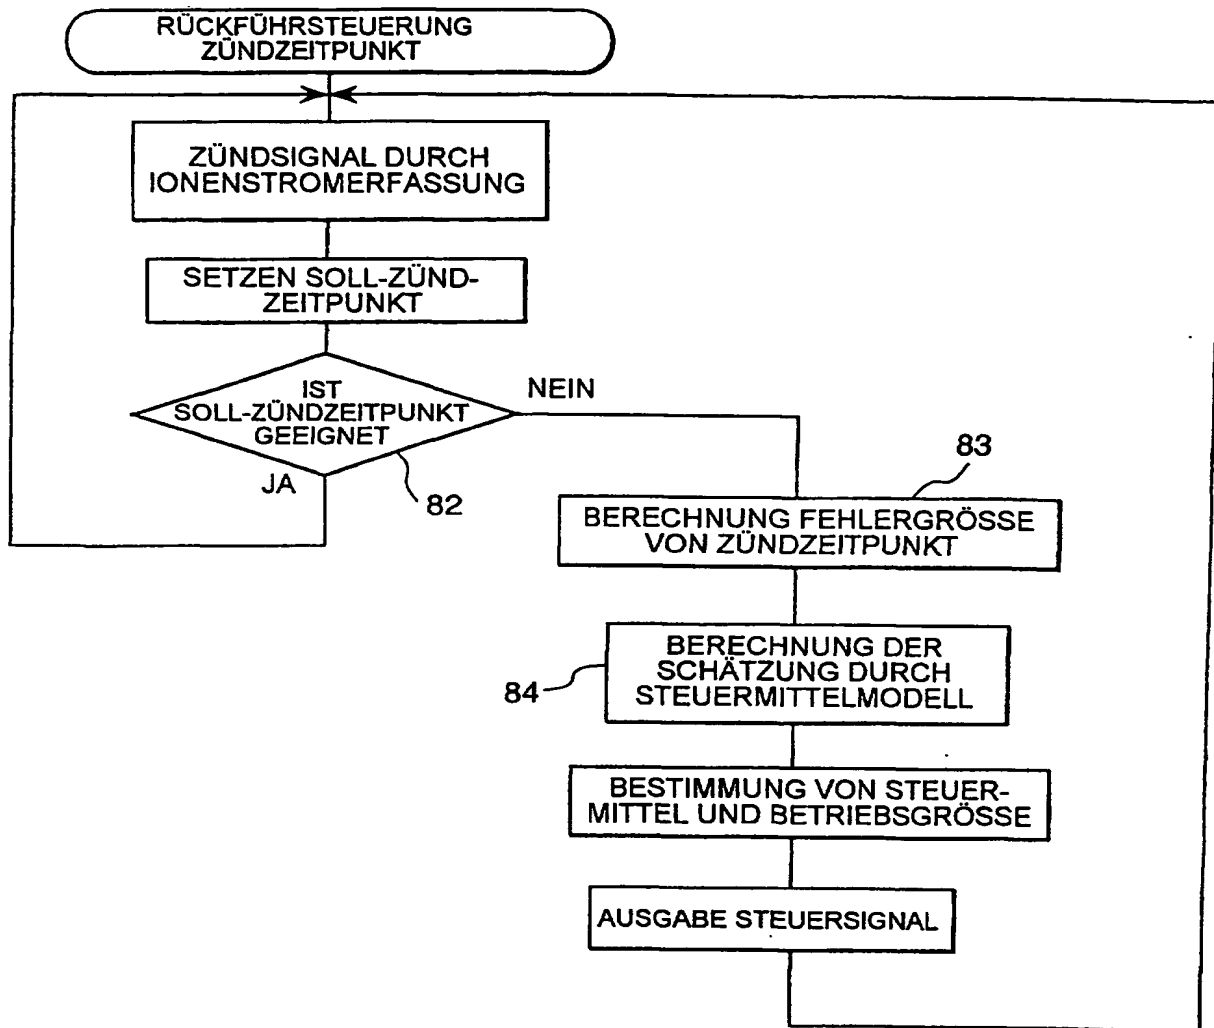 RÜCKFÜHRSTEUERUNG
ZÜNDZEITPUNKT
ZÜNDSIGNAL DURCH
IONENSTROMERFASSUNG
SETZEN SOLL-ZÜND-
ZEITPUNKT
IST
SOLL-ZÜNDZEITPUNKT
GEEIGNET
NEIN
JA
82
83
BERECHNUNG FEHLERGRÖSSE
VON ZÜNDZEITPUNKT
BERECHNUNG DER
SCHÄTZUNG DURCH
STEUERMITTELMODELL
84
BESTIMMUNG VON STEUER-
MITTEL UND BETRIEBSGRÖSSE
AUSGABE STEUERSIGNAL